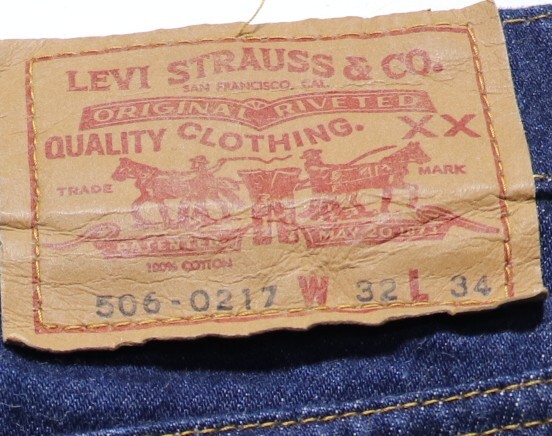 LEVI STRAUSS & CO.
SAN FRANCISCO, CAL.
ORIGINAL RIVETED
QUALITY CLOTHING. XX
TRADE MARK
PATENTED MAY 20 1873
100% COTTON
506-0217 W 32 L 34